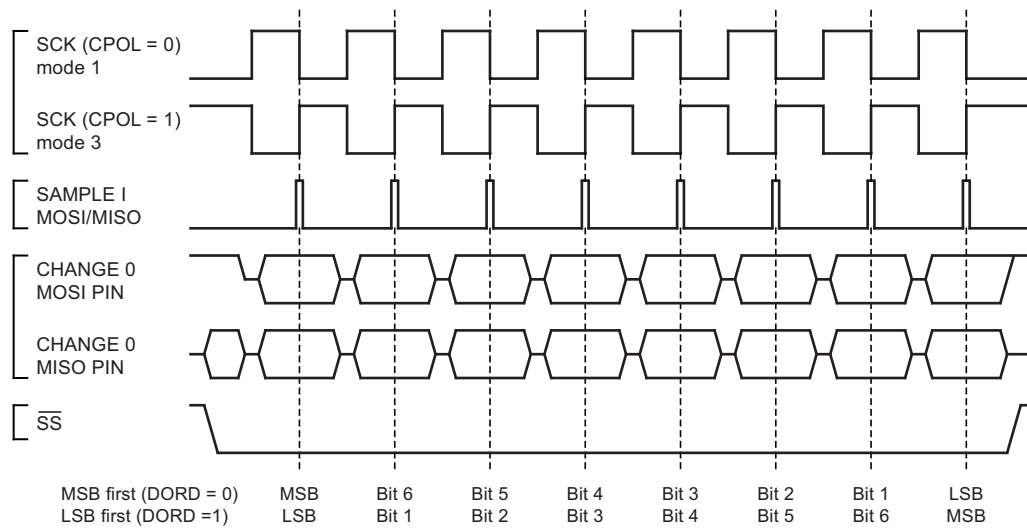 SCK (CPOL = 0)
mode 1
SCK (CPOL = 1)
mode 3
SAMPLE I
MOSI/MISO
CHANGE 0
MOSI PIN
CHANGE 0
MISO PIN
SS
MSB first (DORD = 0) MSB Bit 6 Bit 5 Bit 4 Bit 3 Bit 2 Bit 1 LSB
LSB first (DORD =1) LSB Bit 1 Bit 2 Bit 3 Bit 4 Bit 5 Bit 6 MSB